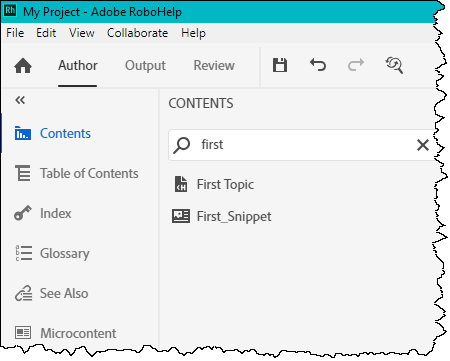 Rh My Project - Adobe RoboHelp
File Edit View Collaborate Help
Author Output Review
CONTENTS
Contents
first
Table of Contents
First Topic
Index
First_Snippet
Glossary
See Also
Microcontent